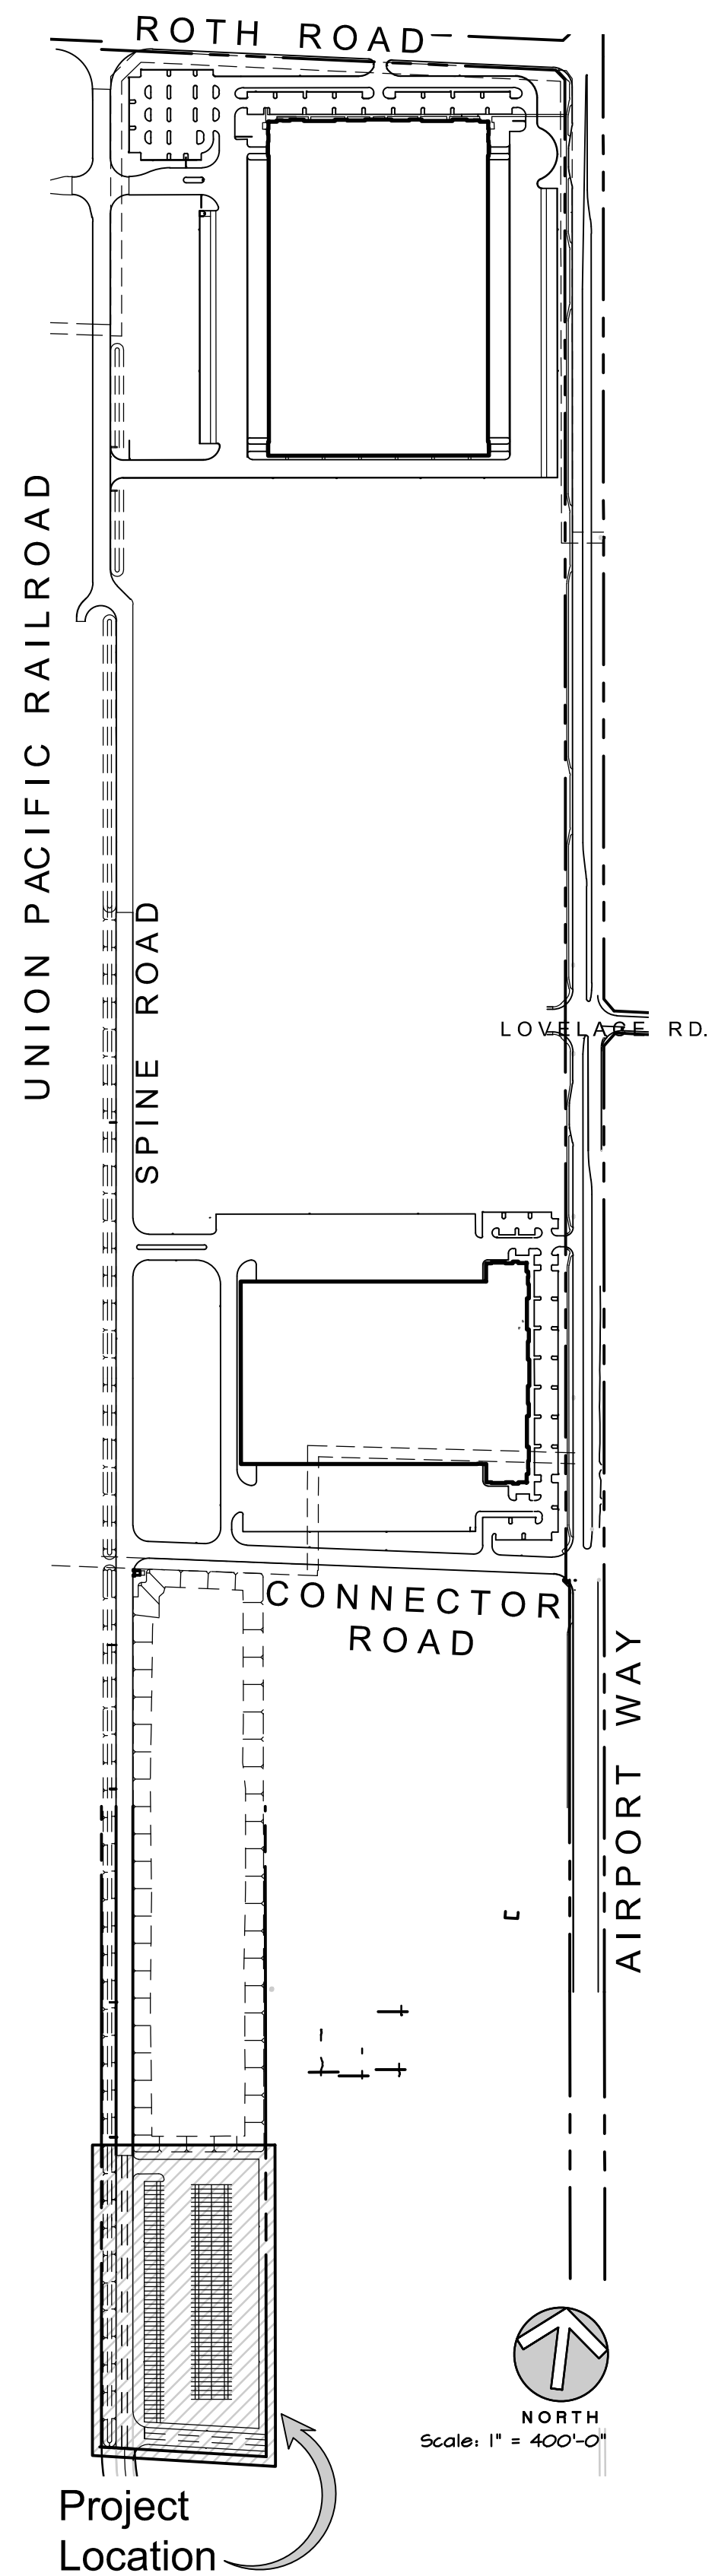 ROTH ROAD
UNION PACIFIC RAILROAD
SPINE ROAD
LOVELACE RD.
CONNECTOR
ROAD
AIRPORT WAY
NORTH
Scale: 1" = 400'-0"
Project
Location